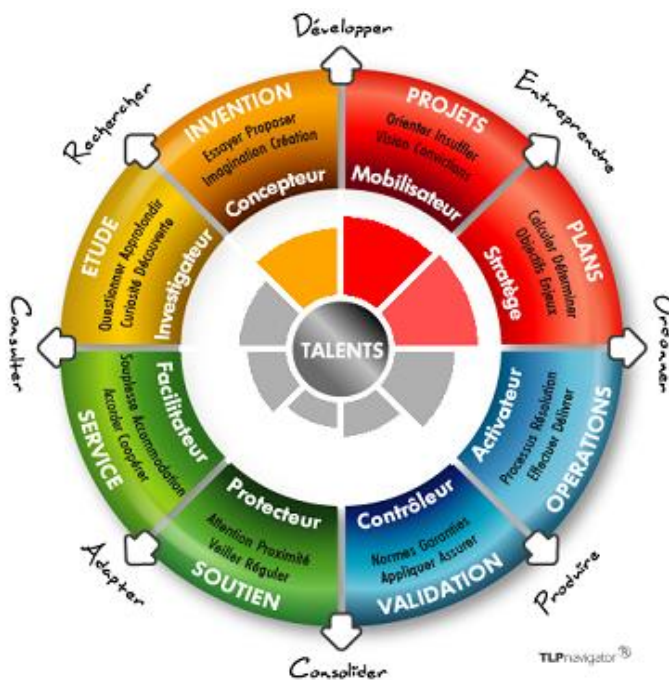 Développer
Entreprendre
Ordonner
Produire
Consolider
Adapter
Consulter
Rechercher
PROJETS
Orienter Insuffler
Vision Convictions
Mobilisateur
PLANS
Calculer Déterminer
Objectifs Enjeux
Stratège
OPERATIONS
Effectuer Délivrer
Processus Résolution
Activateur
Contrôleur
Normes Garanties
Appliquer Assurer
VALIDATION
Protecteur
Attention Proximité
Veiller Réguler
SOUTIEN
SERVICE
Accorder Coopérer
Souplesse Accommodation
Facilitateur
ETUDE
Questionner Approfondir
Curiosité Découverte
Investigateur
INVENTION
Essayer Proposer
Imagination Création
Concepteur
TALENTS
TLPnavigator ®